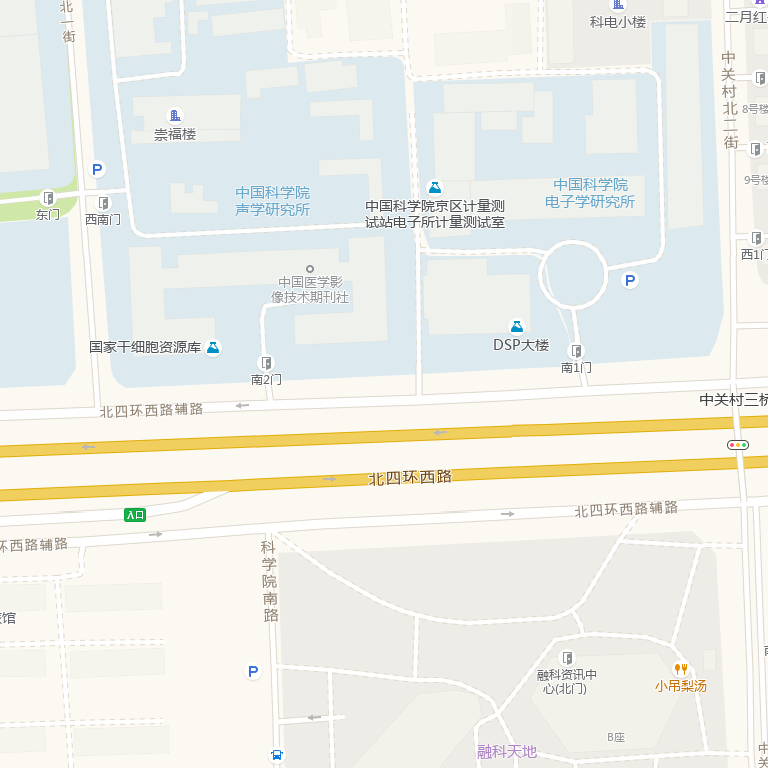 北一街
科电小楼
二月红
中关村北二街
8号楼
崇福楼
P
9号楼
中国科学院
声学研究所
中国科学院京区计量测
试站电子所计量测试室
中国科学院
电子学研究所
东门
西南门
西1门
中国医学影
像技术期刊社
P
国家干细胞资源库
DSP大楼
南2门
南1门
中关村三桥
北四环西路辅路
北四环西路
入口
北四环西路辅路
环西路辅路
科学院南路
馆
P
融科资讯中
心(北门)
小吊梨汤
B座
融科天地